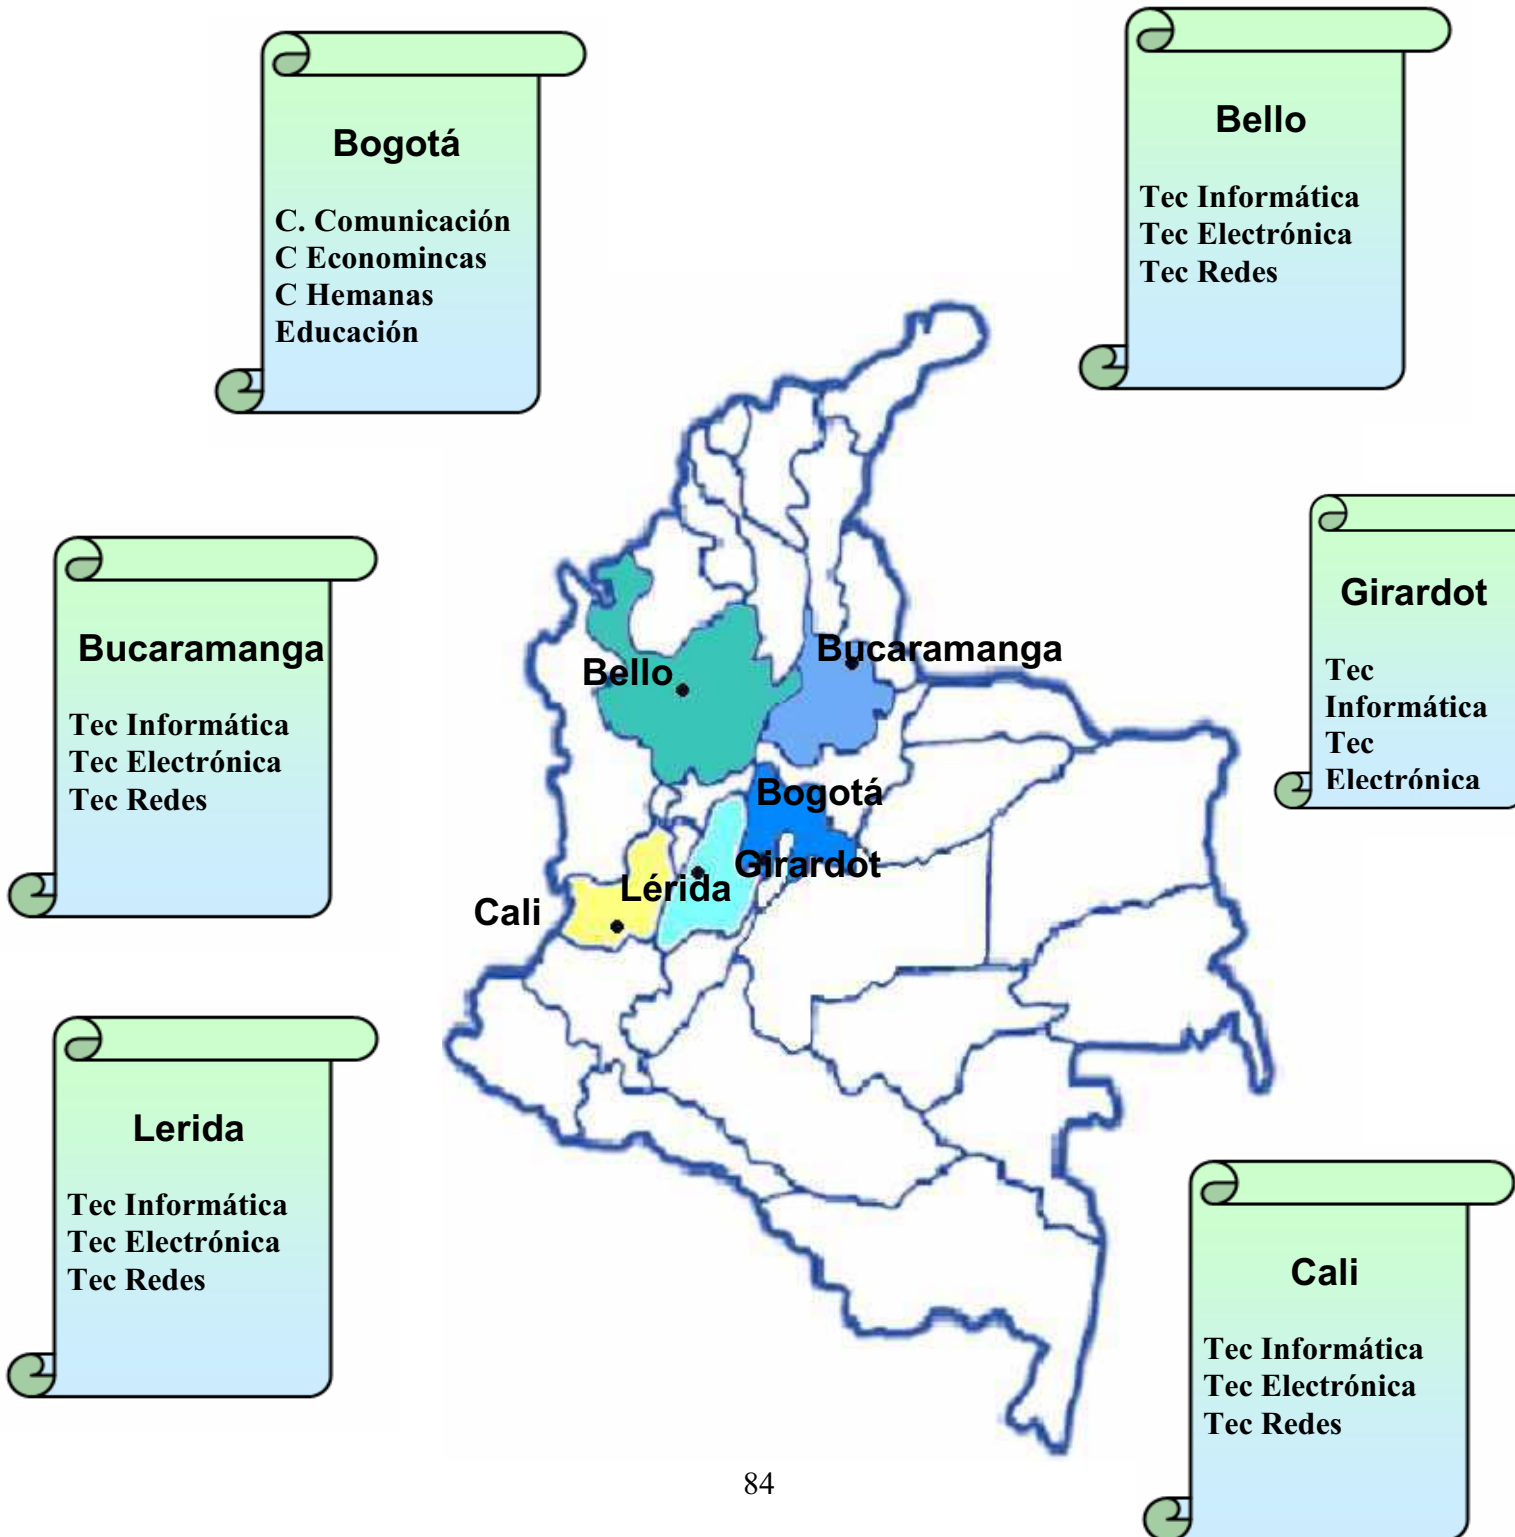 Bogotá
C. Comunicación
C Economincas
C Hemanas
Educación
Bello
Tec Informática
Tec Electrónica
Tec Redes
Bucaramanga
Tec Informática
Tec Electrónica
Tec Redes
Girardot
Tec
Informática
Tec
Electrónica
Bello
Bucaramanga
Bogotá
Girardot
Lérida
Cali
Lerida
Tec Informática
Tec Electrónica
Tec Redes
Cali
Tec Informática
Tec Electrónica
Tec Redes
84